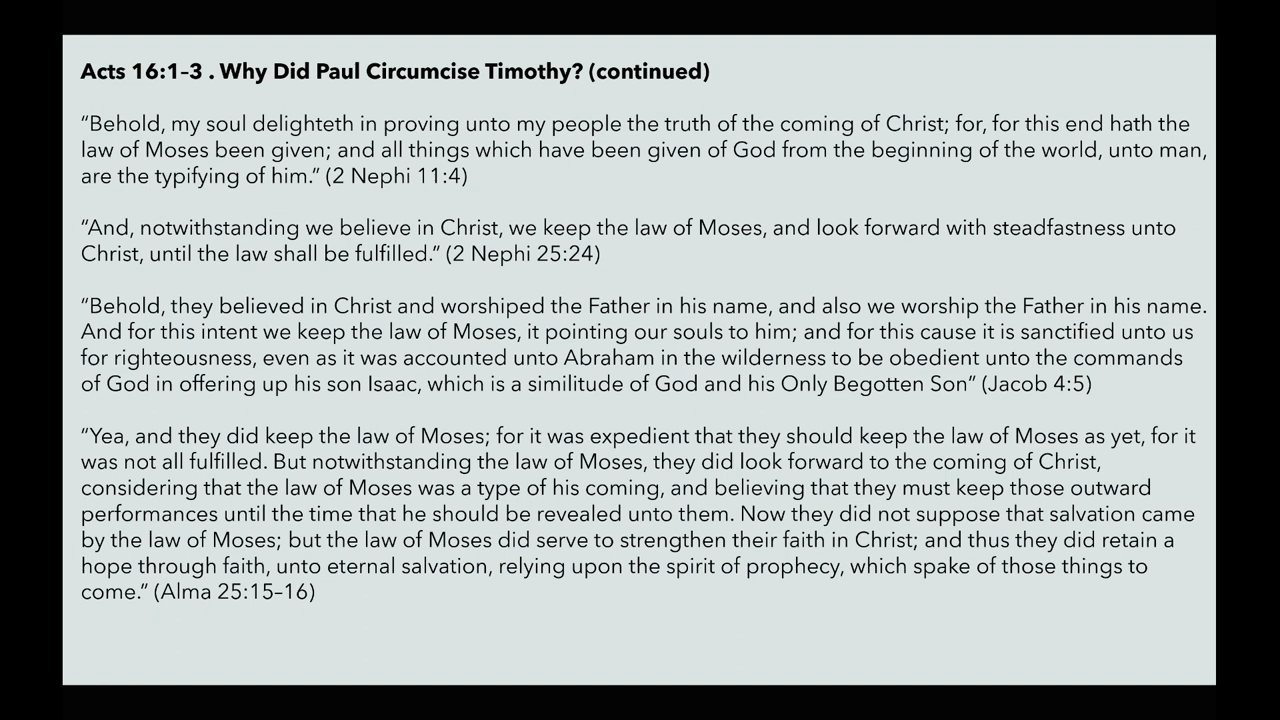 Acts 16:1–3 . Why Did Paul Circumcise Timothy? (continued)
“Behold, my soul delighteth in proving unto my people the truth of the coming of Christ; for, for this end hath the
law of Moses been given; and all things which have been given of God from the beginning of the world, unto man,
are the typifying of him.” (2 Nephi 11:4)
“And, notwithstanding we believe in Christ, we keep the law of Moses, and look forward with steadfastness unto
Christ, until the law shall be fulfilled.” (2 Nephi 25:24)
“Behold, they believed in Christ and worshiped the Father in his name, and also we worship the Father in his name.
And for this intent we keep the law of Moses, it pointing our souls to him; and for this cause it is sanctified unto us
for righteousness, even as it was accounted unto Abraham in the wilderness to be obedient unto the commands
of God in offering up his son Isaac, which is a similitude of God and his Only Begotten Son” (Jacob 4:5)
“Yea, and they did keep the law of Moses; for it was expedient that they should keep the law of Moses as yet, for it
was not all fulfilled. But notwithstanding the law of Moses, they did look forward to the coming of Christ,
considering that the law of Moses was a type of his coming, and believing that they must keep those outward
performances until the time that he should be revealed unto them. Now they did not suppose that salvation came
by the law of Moses; but the law of Moses did serve to strengthen their faith in Christ; and thus they did retain a
hope through faith, unto eternal salvation, relying upon the spirit of prophecy, which spake of those things to
come.” (Alma 25:15–16)